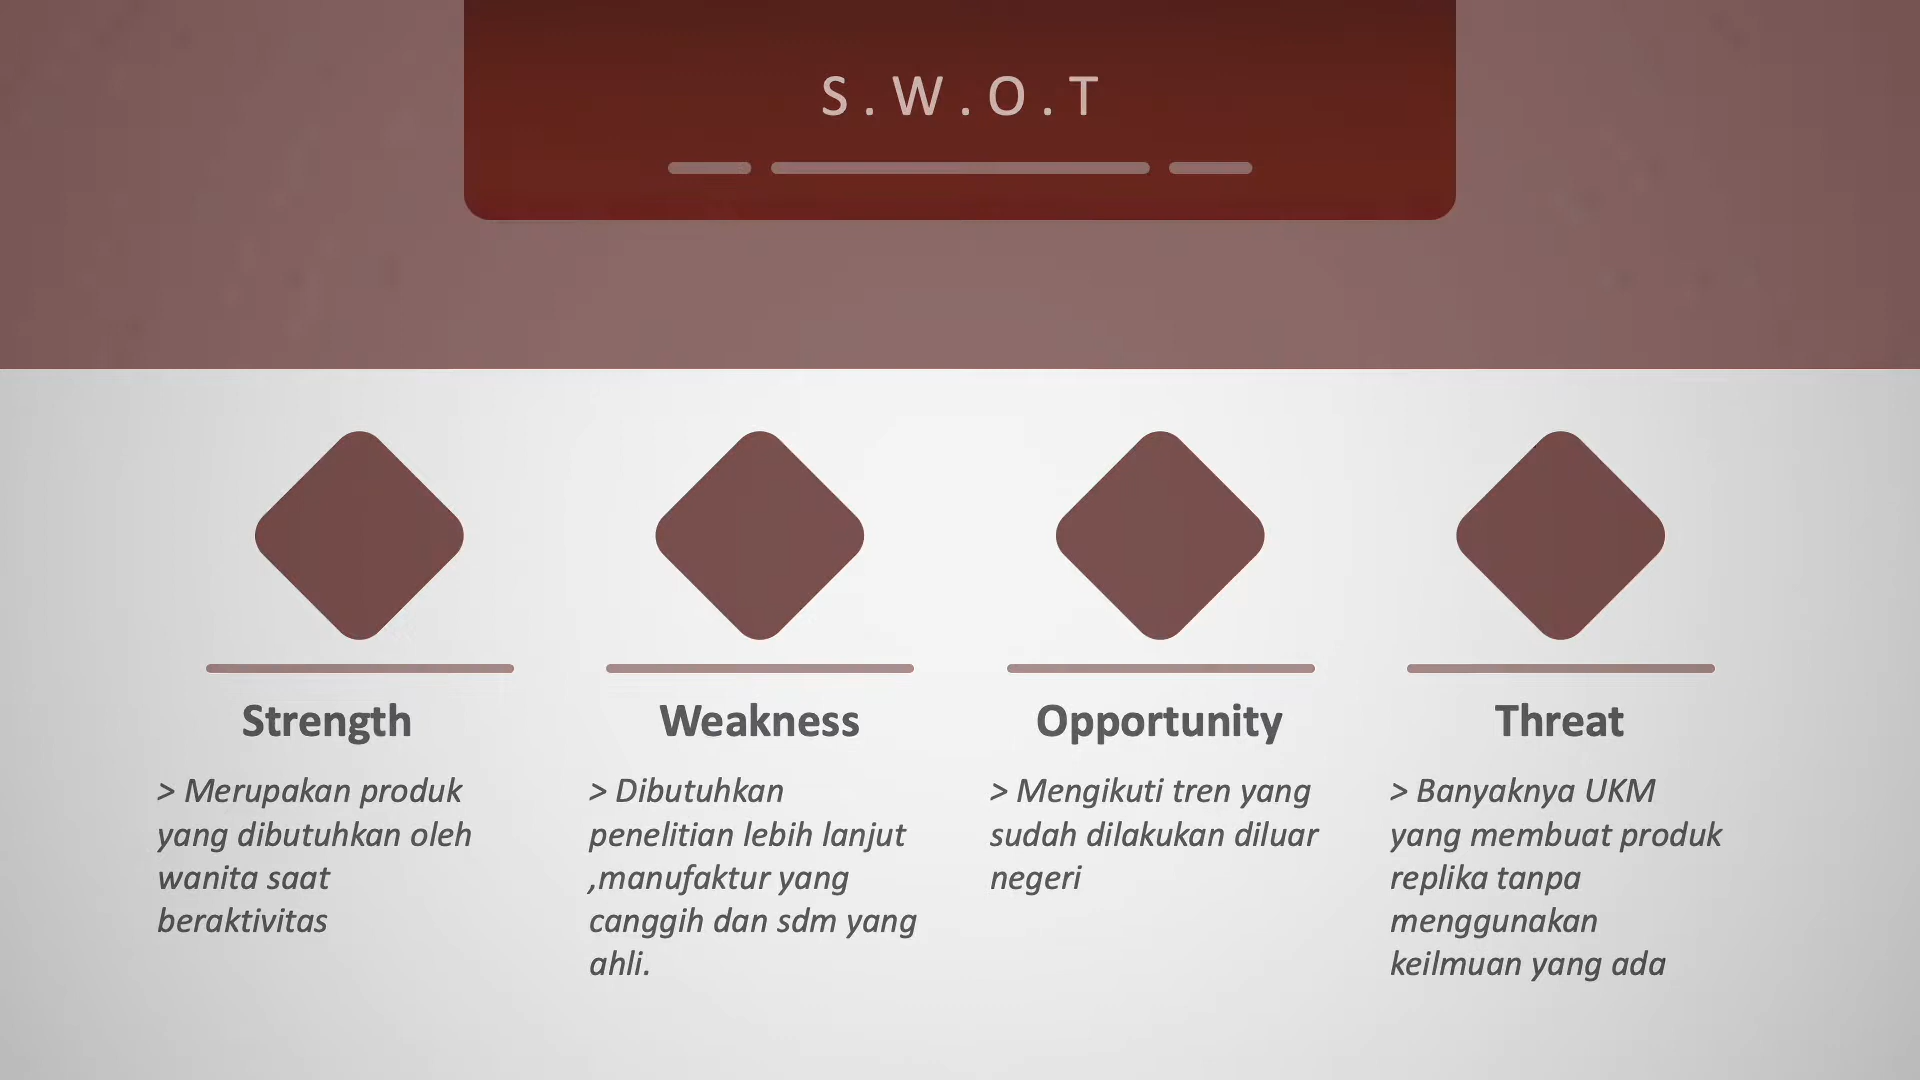 S.W.O.T
Strength
> Merupakan produk
yang dibutuhkan oleh
wanita saat
beraktivitas
Weakness
> Dibutuhkan
penelitian lebih lanjut
,manufaktur yang
canggih dan sdm yang
ahli.
Opportunity
> Mengikuti tren yang
sudah dilakukan diluar
negeri
Threat
> Banyaknya UKM
yang membuat produk
replika tanpa
menggunakan
keilmuan yang ada